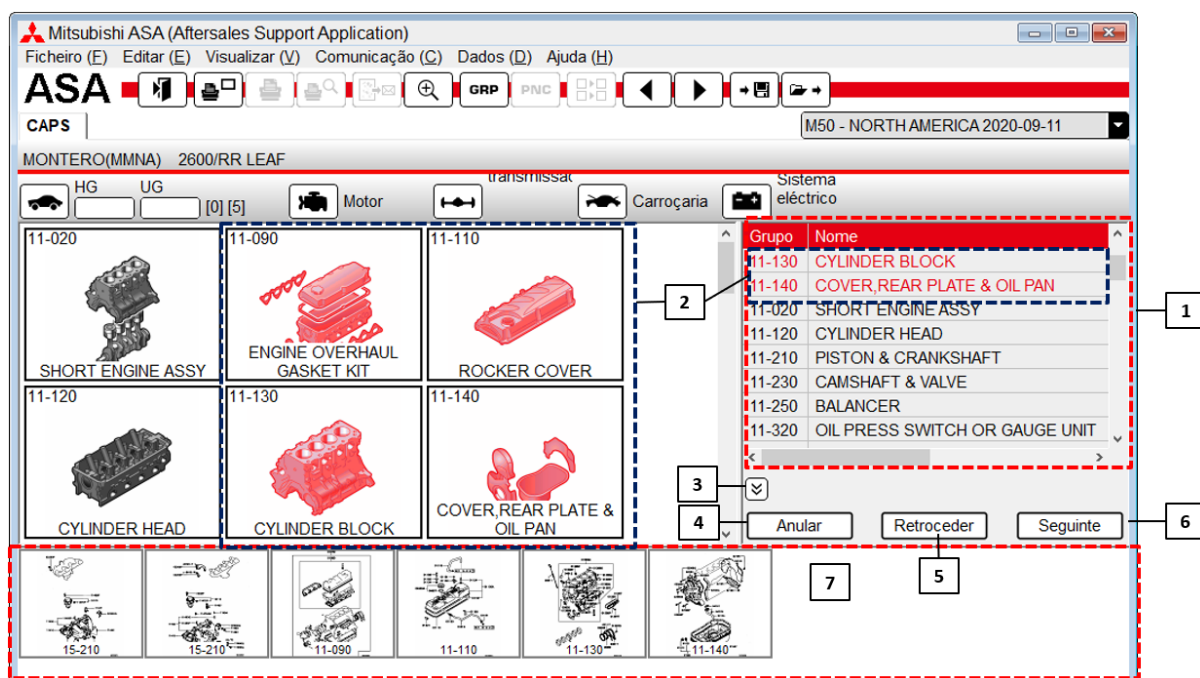 Mitsubishi ASA (Aftersales Support Application)
Ficheiro (F) Editar (E) Visualizar (V) Comunicação (C) Dados (D) Ajuda (H)
ASA GRP PNC
CAPS
M50 - NORTH AMERICA 2020-09-11
MONTERO(MMNA) 2600/RR LEAF
HG UG [0] [5]
Motor
transmissão
Carroçaria
Sistema
eléctrico
11-020
SHORT ENGINE ASSY
11-090
ENGINE OVERHAUL
GASKET KIT
11-110
ROCKER COVER
11-120
CYLINDER HEAD
11-130
CYLINDER BLOCK
11-140
COVER,REAR PLATE &
OIL PAN
2
Grupo Nome
11-130 CYLINDER BLOCK
11-140 COVER,REAR PLATE & OIL PAN
11-020 SHORT ENGINE ASSY
11-120 CYLINDER HEAD
11-210 PISTON & CRANKSHAFT
11-230 CAMSHAFT & VALVE
11-250 BALANCER
11-320 OIL PRESS SWITCH OR GAUGE UNIT
1
3
4
Anular Retroceder Seguinte
6
5
7
15-210 15-210 11-090 11-110 11-130 11-140